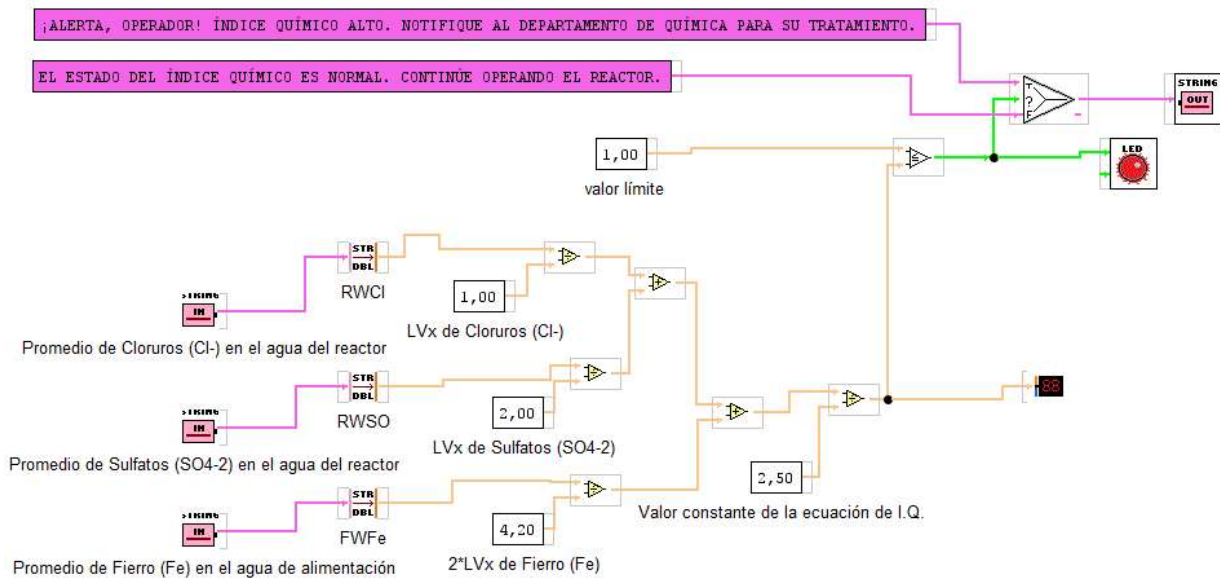 ¡ALERTA, OPERADOR! ÍNDICE QUÍMICO ALTO. NOTIFIQUE AL DEPARTAMENTO DE QUÍMICA PARA SU TRATAMIENTO.
EL ESTADO DEL ÍNDICE QUÍMICO ES NORMAL. CONTINÚE OPERANDO EL REACTOR.
STRING
OUT
T
?
F
1,00
valor límite
LED
STR
DBL
RWCl
1,00
LVx de Cloruros (Cl-)
STRING
IN
Promedio de Cloruros (Cl-) en el agua del reactor
STR
DBL
RWSO
2,00
LVx de Sulfatos (SO4-2)
STRING
IN
Promedio de Sulfatos (SO4-2) en el agua del reactor
88
2,50
Valor constante de la ecuación de I.Q.
STR
DBL
FWFe
4,20
2*LVx de Fierro (Fe)
STRING
IN
Promedio de Fierro (Fe) en el agua de alimentación